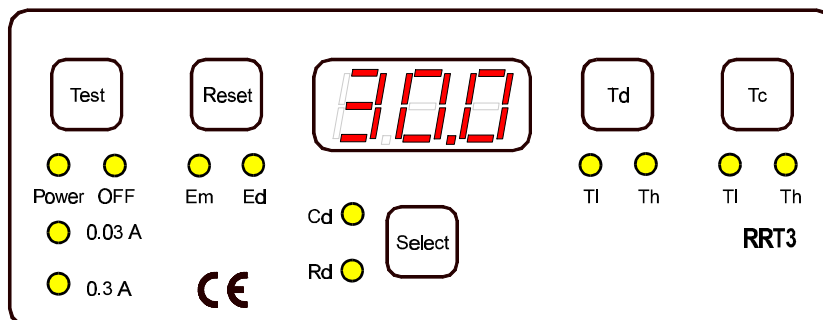 Test Reset 30.0 Td Tc
Power OFF Em Ed Tl Th Tl Th
0.03 A Cd Select RRT3
0.3 A CE Rd